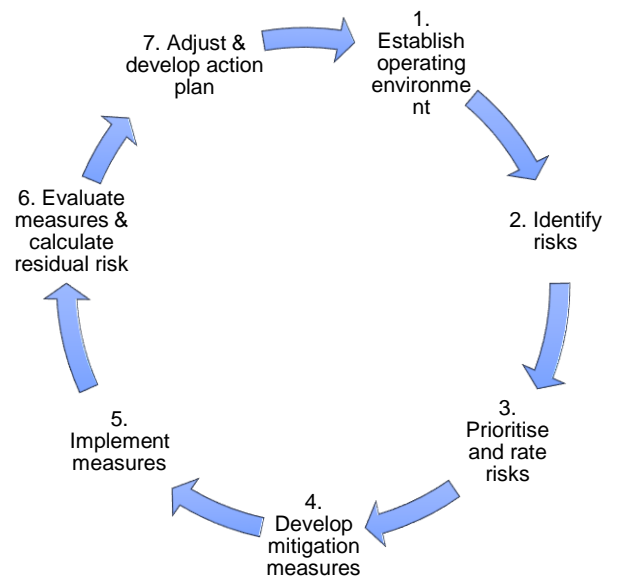 1.
Establish
operating
environme
nt
2. Identify
risks
3.
Prioritise
and rate
risks
4.
Develop
mitigation
measures
5.
Implement
measures
6. Evaluate
measures &
calculate
residual risk
7. Adjust &
develop action
plan